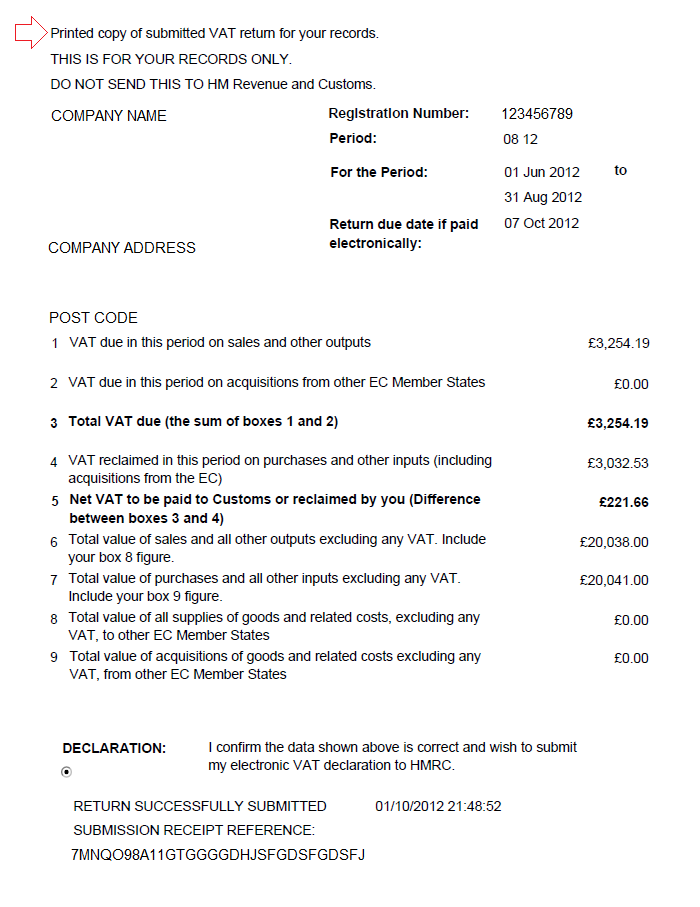 Printed copy of submitted VAT return for your records.
THIS IS FOR YOUR RECORDS ONLY.
DO NOT SEND THIS TO HM Revenue and Customs.
COMPANY NAME
Registration Number: 123456789
Period: 08 12
For the Period: 01 Jun 2012 to
31 Aug 2012
Return due date if paid 07 Oct 2012
electronically:
COMPANY ADDRESS
POST CODE
1 VAT due in this period on sales and other outputs £3,254.19
2 VAT due in this period on acquisitions from other EC Member States £0.00
3 Total VAT due (the sum of boxes 1 and 2) £3,254.19
4 VAT reclaimed in this period on purchases and other inputs (including £3,032.53
acquisitions from the EC)
5 Net VAT to be paid to Customs or reclaimed by you (Difference £221.66
between boxes 3 and 4)
6 Total value of sales and all other outputs excluding any VAT. Include £20,038.00
your box 8 figure.
7 Total value of purchases and all other inputs excluding any VAT. £20,041.00
Include your box 9 figure.
8 Total value of all supplies of goods and related costs, excluding any £0.00
VAT, to other EC Member States
9 Total value of acquisitions of goods and related costs excluding any £0.00
VAT, from other EC Member States
DECLARATION: I confirm the data shown above is correct and wish to submit
my electronic VAT declaration to HMRC.
RETURN SUCCESSFULLY SUBMITTED 01/10/2012 21:48:52
SUBMISSION RECEIPT REFERENCE:
7MNQO98A11GTGGGGDHJSFGDSFGDSFJ